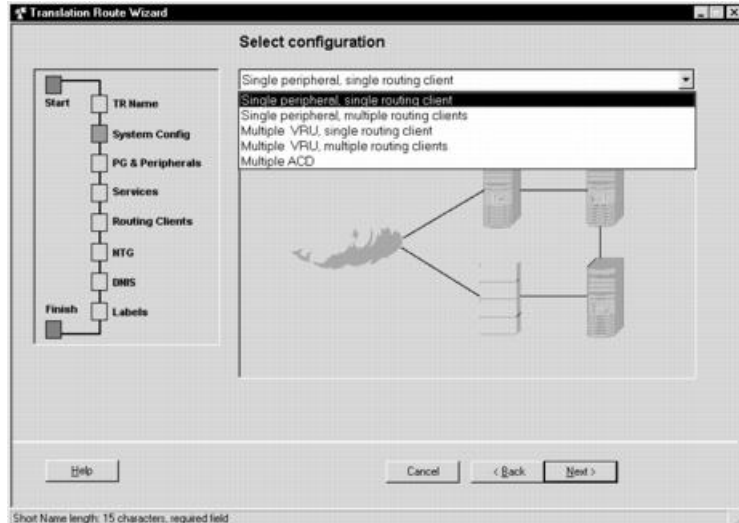 Translation Route Wizard
Select configuration
Start
TR Name
System Config
PG & Peripherals
Services
Routing Clients
NTG
DNIS
Finish
Labels
Single peripheral, single routing client
Single peripheral, single routing client
Single peripheral, multiple routing clients
Multiple VRU, single routing client
Multiple VRU, multiple routing clients
Multiple ACD
Help
Cancel
< Back
Next >
Short Name length: 15 characters, required field